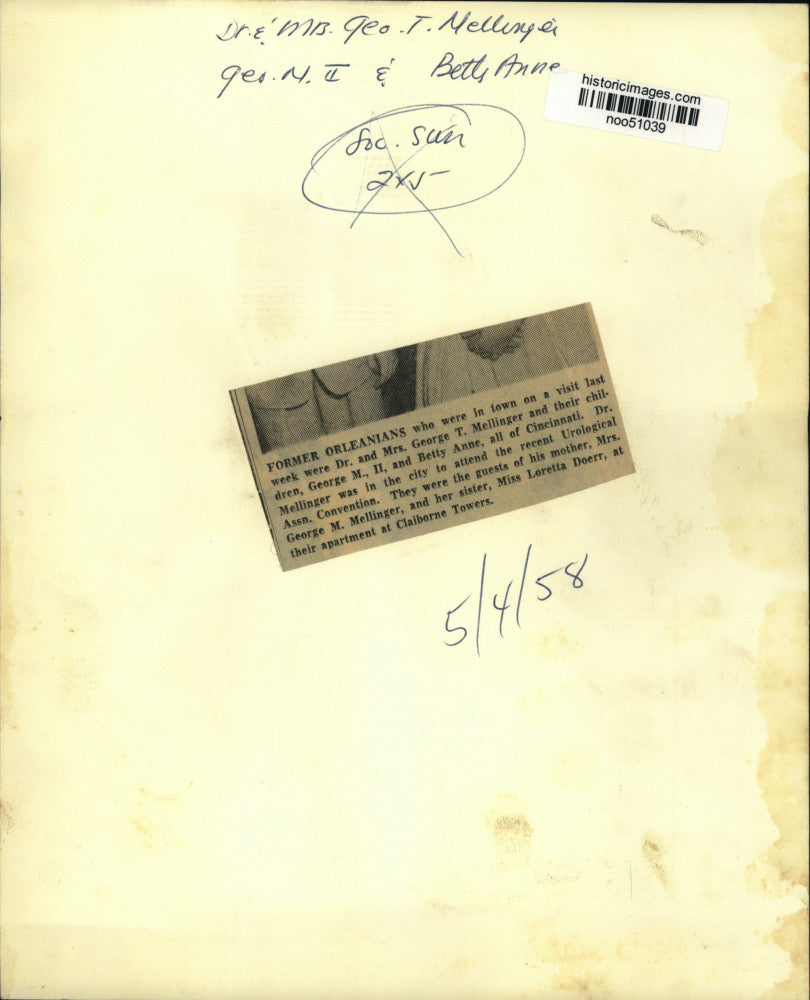 Dr. & Mrs. Geo. T. Mellinger
Geo. M. II & Betty Anne
historicimages.com
noo51039
Soc. Sun
2x5
FORMER ORLEANIANS who were in town on a visit last
week were Dr. and Mrs. George T. Mellinger and their chil-
dren, George M., II, and Betty Anne, all of Cincinnati. Dr.
Mellinger was in the city to attend the recent Urological
Assn. Convention. They were the guests of his mother, Mrs.
George M. Mellinger, and her sister, Miss Loretta Doerr, at
their apartment at Claiborne Towers.
5/4/58